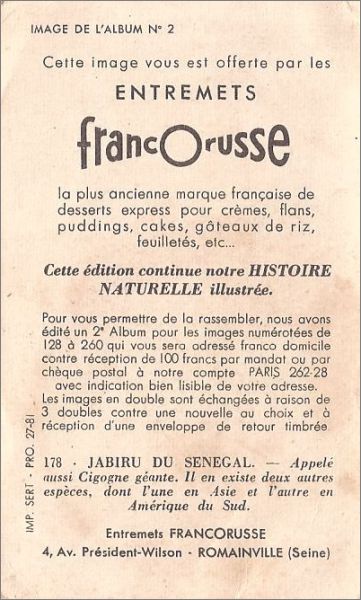 IMAGE DE L'ALBUM N° 2
Cette image vous est offerte par les
ENTREMETS
francOrusse
la plus ancienne marque française de
desserts express pour crèmes, flans,
puddings, cakes, gâteaux de riz,
feuilletés, etc...
Cette édition continue notre HISTOIRE
NATURELLE illustrée.
Pour vous permettre de la rassembler, nous avons
édité un 2e Album pour les images numérotées de
128 à 260 qui vous sera adressé franco domicile
contre réception de 100 francs par mandat ou par
chèque postal à notre compte PARIS 262-28
avec indication bien lisible de votre adresse.
Les images en double sont échangées à raison de
3 doubles contre une nouvelle au choix et à
réception d'une enveloppe de retour timbrée
178 - JABIRU DU SENEGAL. — Appelé
aussi Cigogne géante. Il en existe deux autres
espèces, dont l'une en Asie et l'autre en
Amérique du Sud.
Entremets FRANCORUSSE
4, Av. Président-Wilson - ROMAINVILLE (Seine)
IMP. SERT - PRO. 27-81